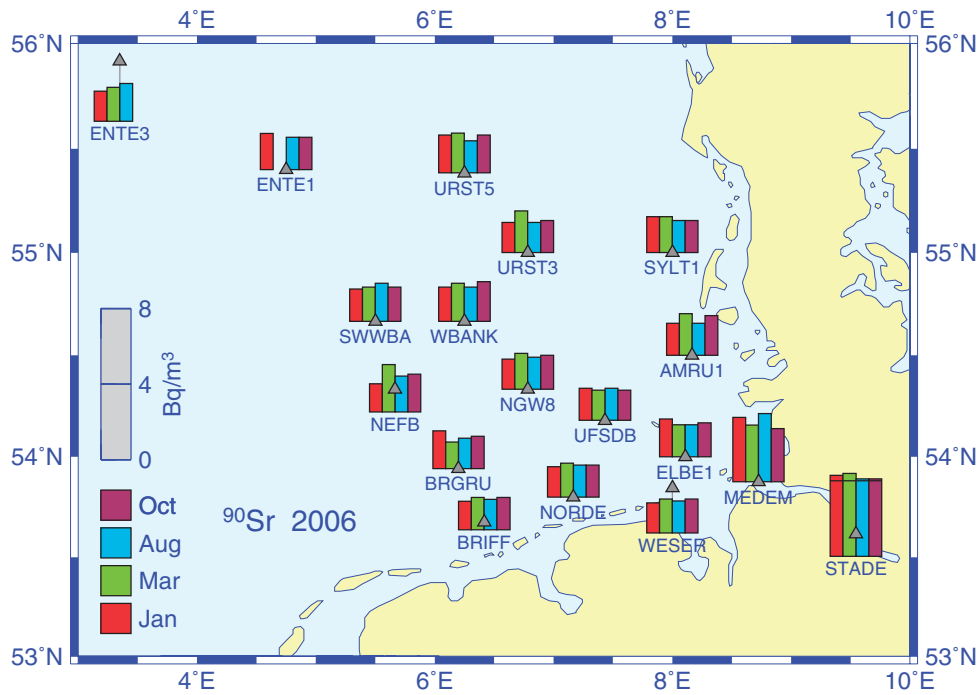 4°E 6°E 8°E 10°E
56°N 56°N
ENTE3
ENTE1 URST5
55°N 55°N
URST3 SYLT1
8
SWWBA WBANK
AMRU1
4
Bq/m³
NGW8
NEFB
UFSDB
0
54°N 54°N
ELBE1
BRGRU MEDEM
Oct
⁹⁰Sr 2006
NORDE
BRIFF WESER
Aug
STADE
Mar
Jan
53°N 53°N
4°E 6°E 8°E 10°E